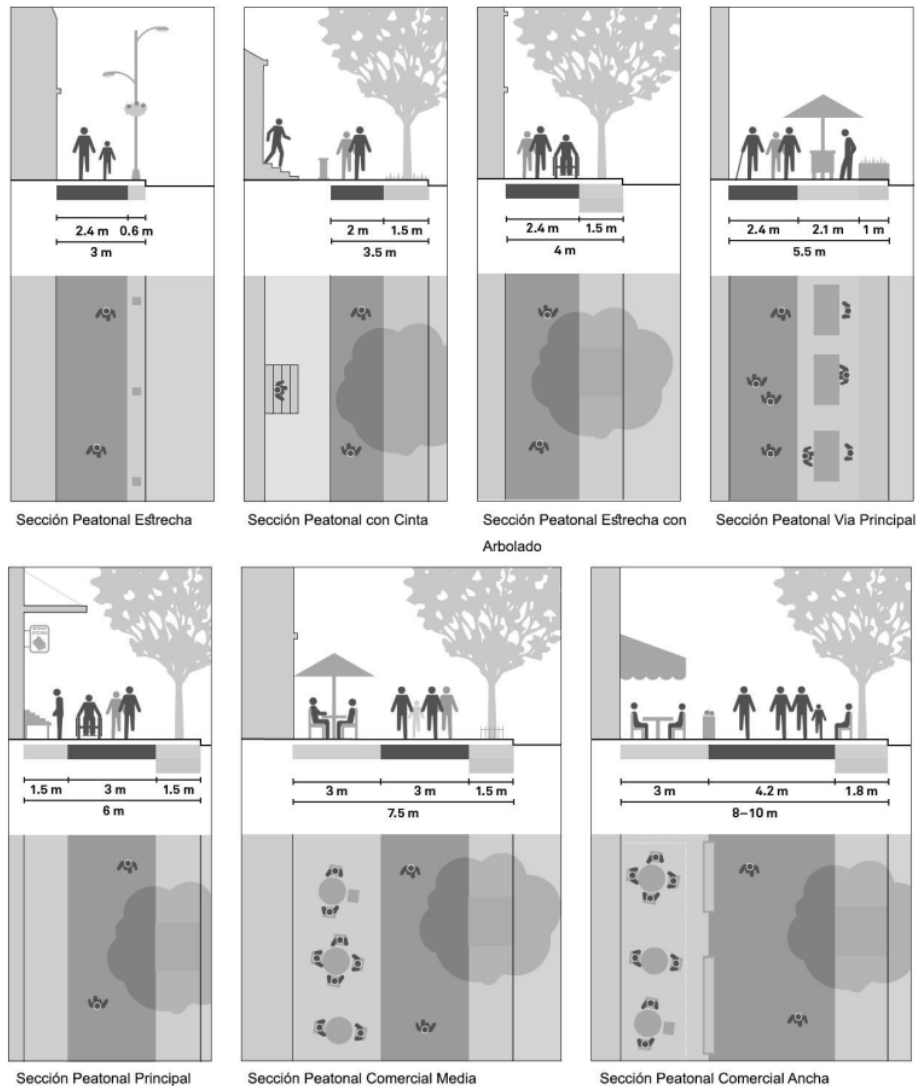 2.4 m 0.6 m
3 m
2 m 1.5 m
3.5 m
2.4 m 1.5 m
4 m
2.4 m 2.1 m 1 m
5.5 m
Sección Peatonal Estrecha
Sección Peatonal con Cinta
Sección Peatonal Estrecha con
Arbolado
Sección Peatonal Via Principal
1.5 m 3 m 1.5 m
6 m
3 m 3 m 1.5 m
7.5 m
3 m 4.2 m 1.8 m
8–10 m
Sección Peatonal Principal
Sección Peatonal Comercial Media
Sección Peatonal Comercial Ancha